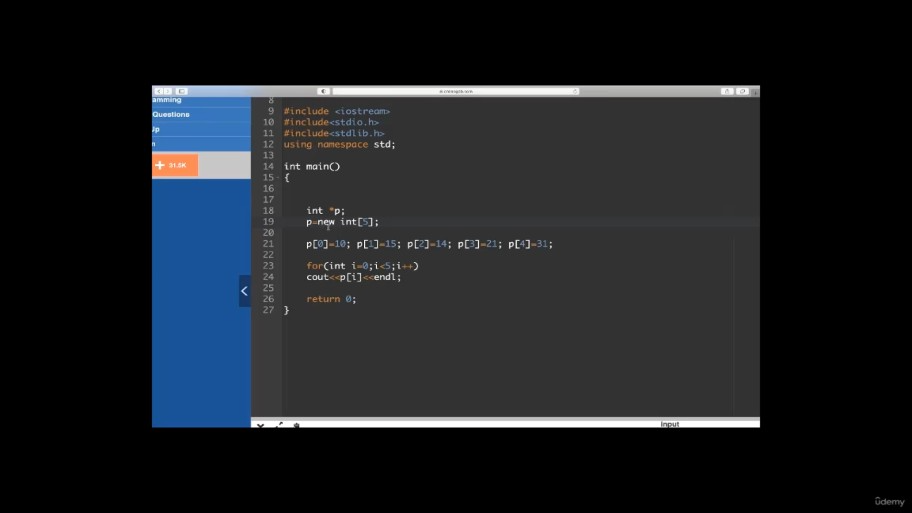 amming
Questions
Up
m
+ 31.5K
8
9 #include <iostream>
10 #include<stdio.h>
11 #include<stdlib.h>
12 using namespace std;
13
14 int main()
15 {
16
17
18 int *p;
19 p=new int[5];
20
21 p[0]=10; p[1]=15; p[2]=14; p[3]=21; p[4]=31;
22
23 for(int i=0;i<5;i++)
24 cout<<p[i]<<endl;
25
26 return 0;
27 }
Input
ûdemy